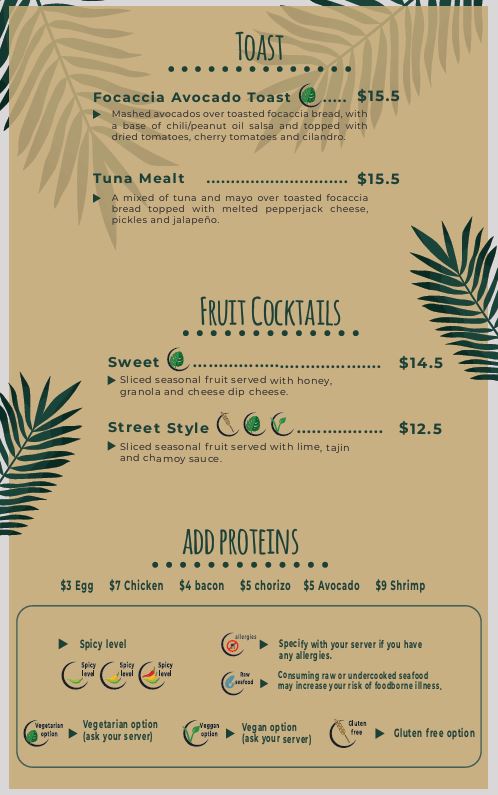 Toast
Focaccia Avocado Toast ..... $15.5
Mashed avocados over toasted focaccia bread, with
a base of chili/peanut oil salsa and topped with
dried tomatoes, cherry tomatoes and cilandro.
Tuna Mealt ............................ $15.5
A mixed of tuna and mayo over toasted focaccia
bread topped with melted pepperjack cheese,
pickles and jalapeño.
Fruit Cocktails
Sweet ..................................... $14.5
Sliced seasonal fruit served with honey,
granola and cheese dip cheese.
Street Style ................. $12.5
Sliced seasonal fruit served with lime, tajin
and chamoy sauce.
ADD PROTEINS
$3 Egg $7 Chicken $4 bacon $5 chorizo $5 Avocado $9 Shrimp
Spicy level
Spicy level
Spicy level
Spicy level
allergies
Specify with your server if you have
any allergies.
Raw seafood
Consuming raw or undercooked seafood
may increase your risk of foodborne illness.
Vegetarian option
Vegetarian option
(ask your server)
Veggan option
Vegan option
(ask your server)
Gluten free
Gluten free option